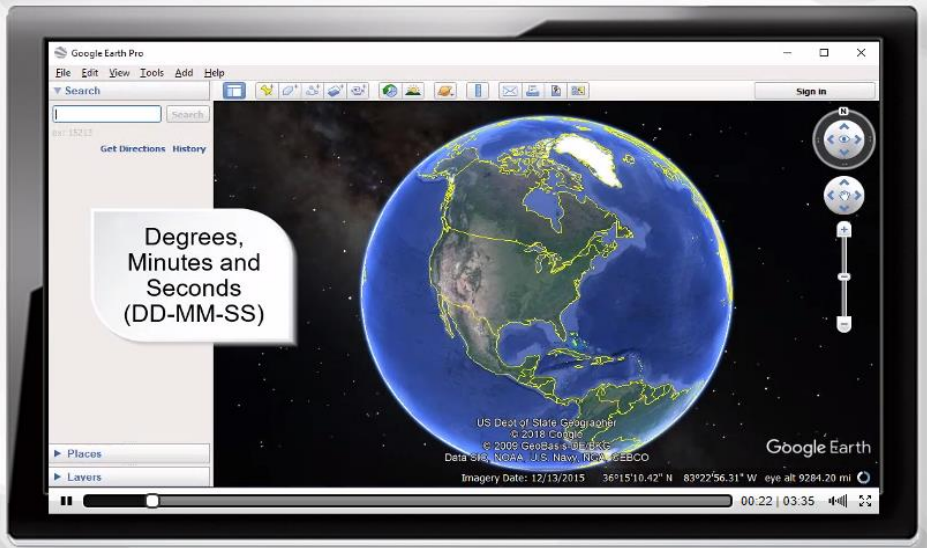 Google Earth Pro
File Edit View Tools Add Help
Search
Sign in
Search
ex: 15213
Get Directions History
N
Degrees,
Minutes and
Seconds
(DD-MM-SS)
US Dept of State Geographer
© 2018 Google
© 2009 GeoBasis-DE/BKG
Data SIO, NOAA, U.S. Navy, NGA, GEBCO
Google Earth
Places
Layers
Imagery Date: 12/13/2015 36°15'10.42" N 83°22'56.31" W eye alt 9284.20 mi
00:22 | 03:35